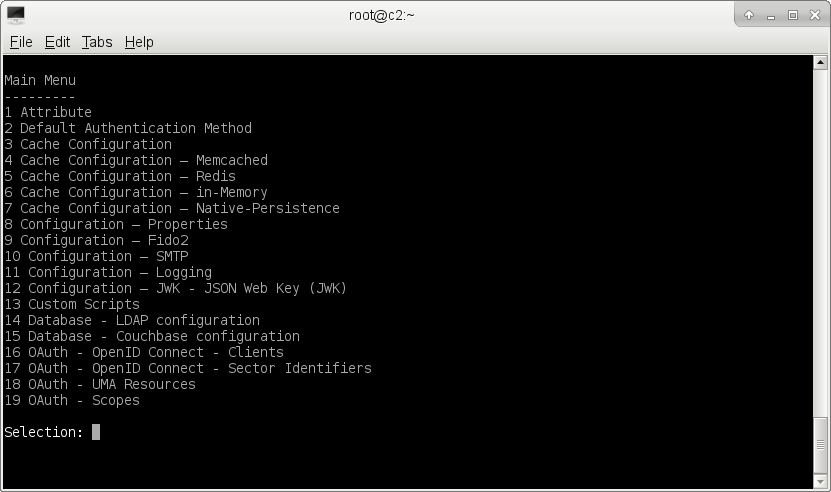 root@c2:~
File Edit Tabs Help
Main Menu
---------
1 Attribute
2 Default Authentication Method
3 Cache Configuration
4 Cache Configuration – Memcached
5 Cache Configuration – Redis
6 Cache Configuration – in-Memory
7 Cache Configuration – Native-Persistence
8 Configuration – Properties
9 Configuration – Fido2
10 Configuration – SMTP
11 Configuration – Logging
12 Configuration – JWK - JSON Web Key (JWK)
13 Custom Scripts
14 Database - LDAP configuration
15 Database - Couchbase configuration
16 OAuth - OpenID Connect - Clients
17 OAuth - OpenID Connect - Sector Identifiers
18 OAuth - UMA Resources
19 OAuth - Scopes
Selection: